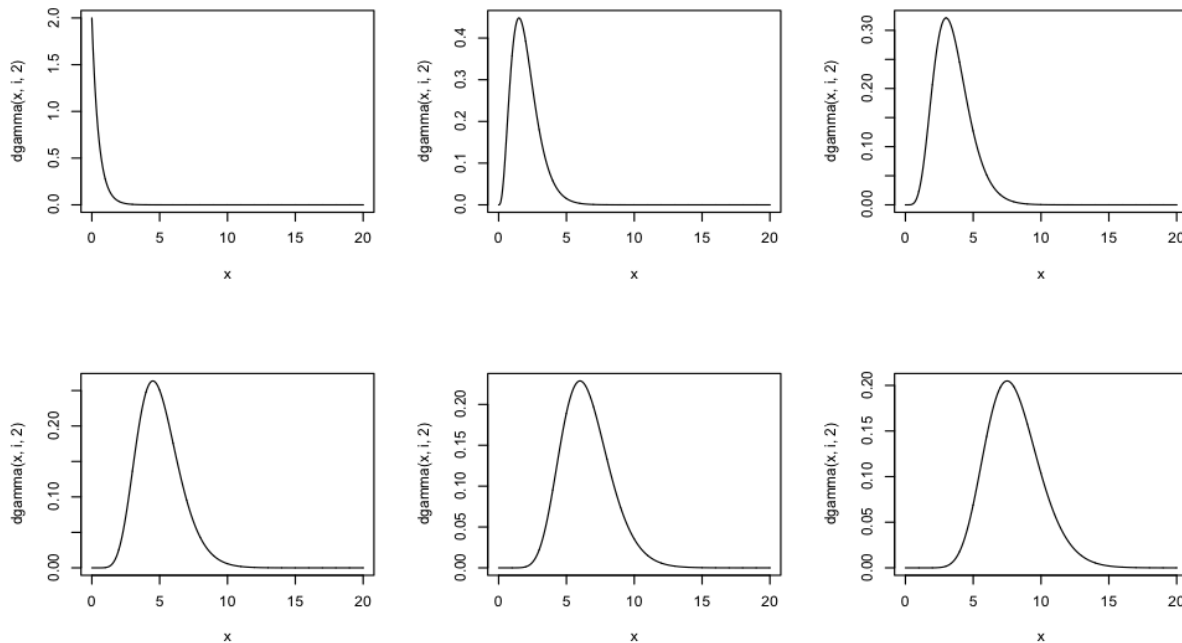 dgamma(x, i, 2)
0.0 0.5 1.0 1.5 2.0
0 5 10 15 20
x
dgamma(x, i, 2)
0.0 0.1 0.2 0.3 0.4
0 5 10 15 20
x
dgamma(x, i, 2)
0.00 0.10 0.20 0.30
0 5 10 15 20
x
dgamma(x, i, 2)
0.00 0.10 0.20
0 5 10 15 20
x
dgamma(x, i, 2)
0.00 0.05 0.10 0.15 0.20
0 5 10 15 20
x
dgamma(x, i, 2)
0.00 0.05 0.10 0.15 0.20
0 5 10 15 20
x